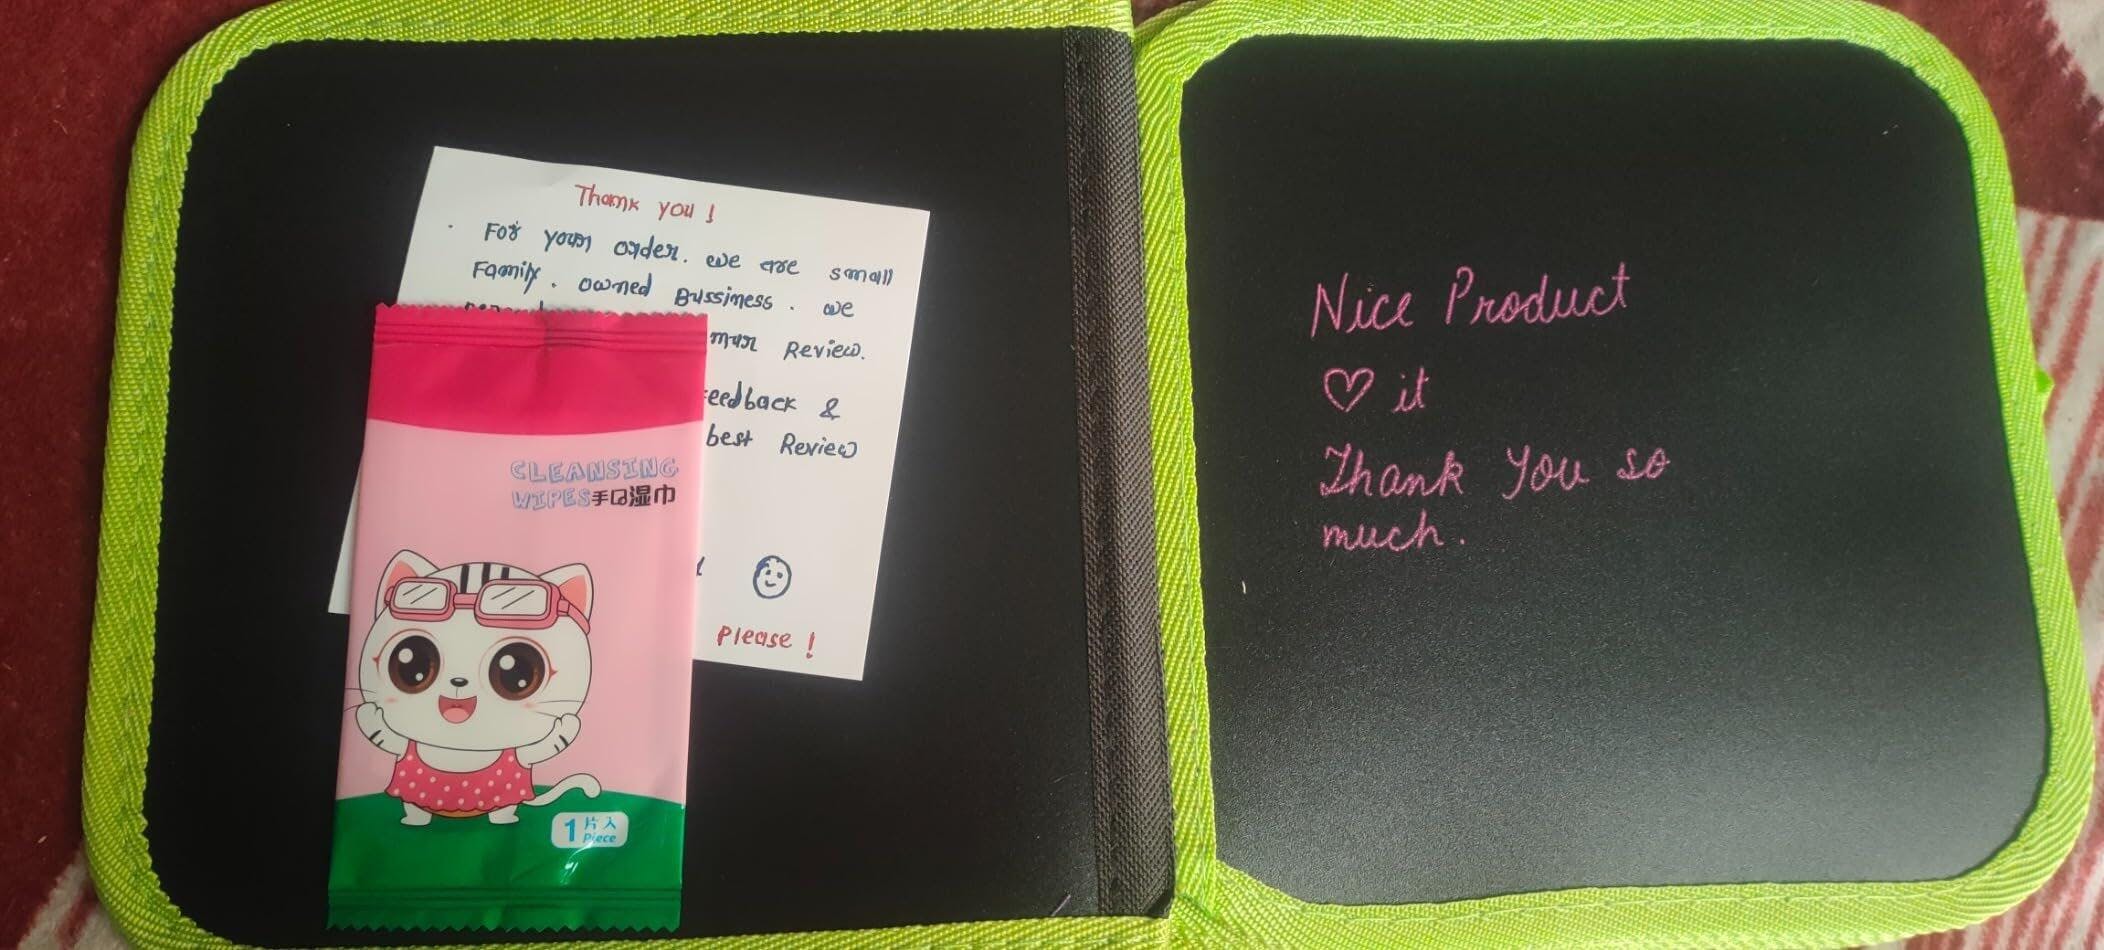 Thank you !
For your order. we are small
Family. owned Bussiness. we
Review.
feedback &
best Review
Please !
CLEANSING
WIPES手口湿巾
1片入
Piece
Nice Product
♡ it
Thank you so
much.